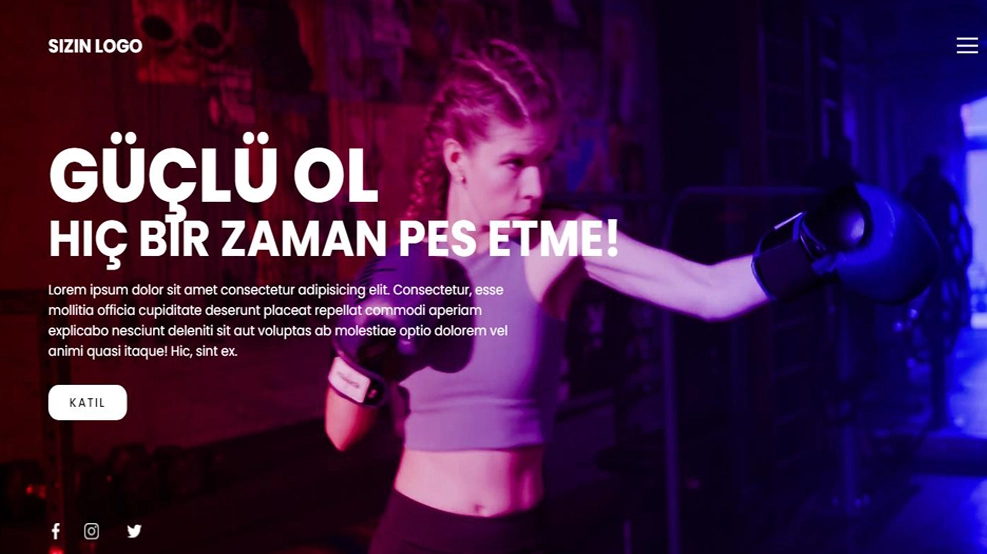 SIZIN LOGO
GÜÇLÜ OL
HIÇ BIR ZAMAN PES ETME!
Lorem ipsum dolor sit amet consectetur adipisicing elit. Consectetur, esse
mollitia officia cupiditate deserunt placeat repellat commodi aperiam
explicabo nesciunt deleniti sit aut voluptas ab molestiae optio dolorem vel
animi quasi itaque! Hic, sint ex.
KATIL